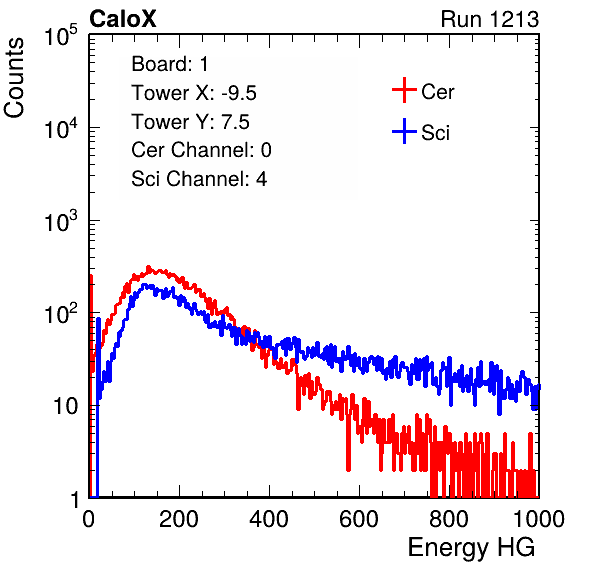 CaloX Run 1213
Counts
10^5
10^4
10^3
10^2
10
1
Board: 1
Tower X: -9.5
Tower Y: 7.5
Cer Channel: 0
Sci Channel: 4
Cer
Sci
0 200 400 600 800 1000
Energy HG